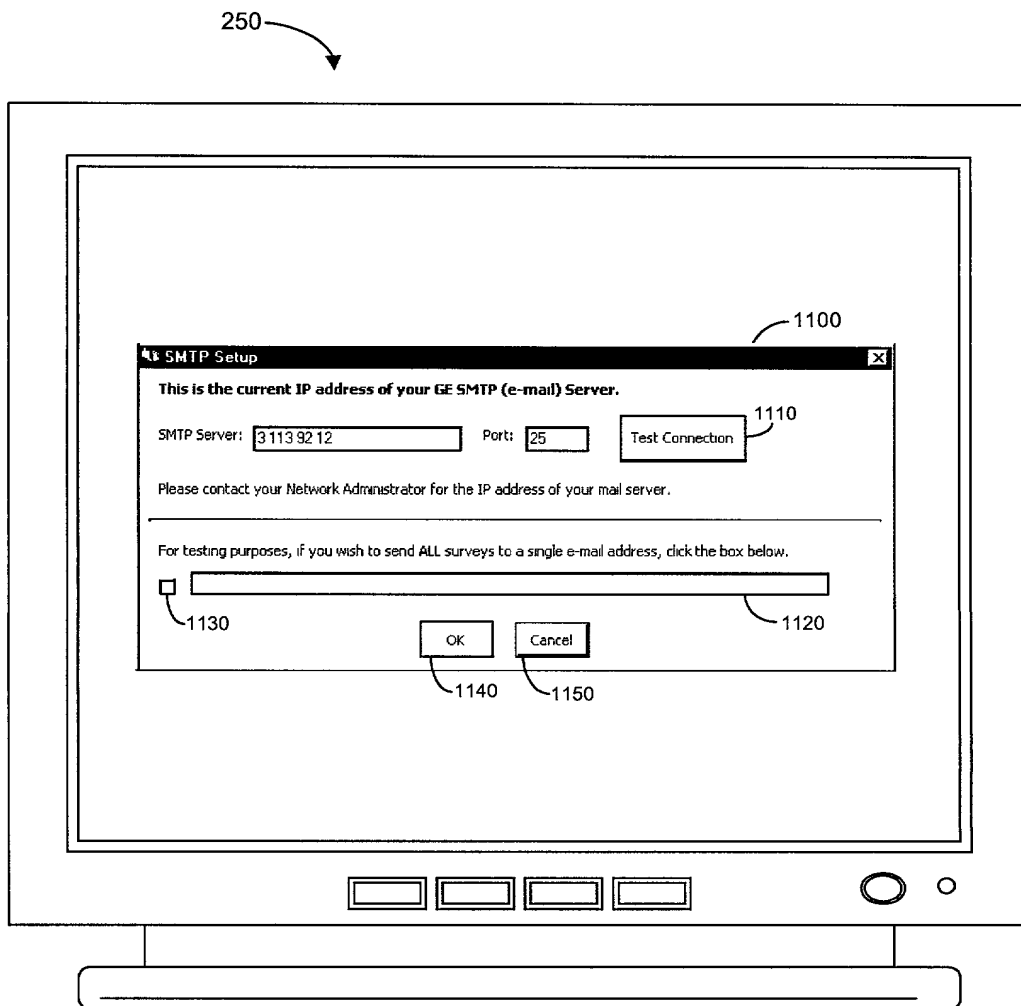 250
1100
SMTP Setup
This is the current IP address of your GE SMTP (e-mail) Server.
1110
SMTP Server: 3 113 92 12 Port: 25 Test Connection
Please contact your Network Administrator for the IP address of your mail server.
For testing purposes, if you wish to send ALL surveys to a single e-mail address, click the box below.
1130
1120
OK Cancel
1140
1150